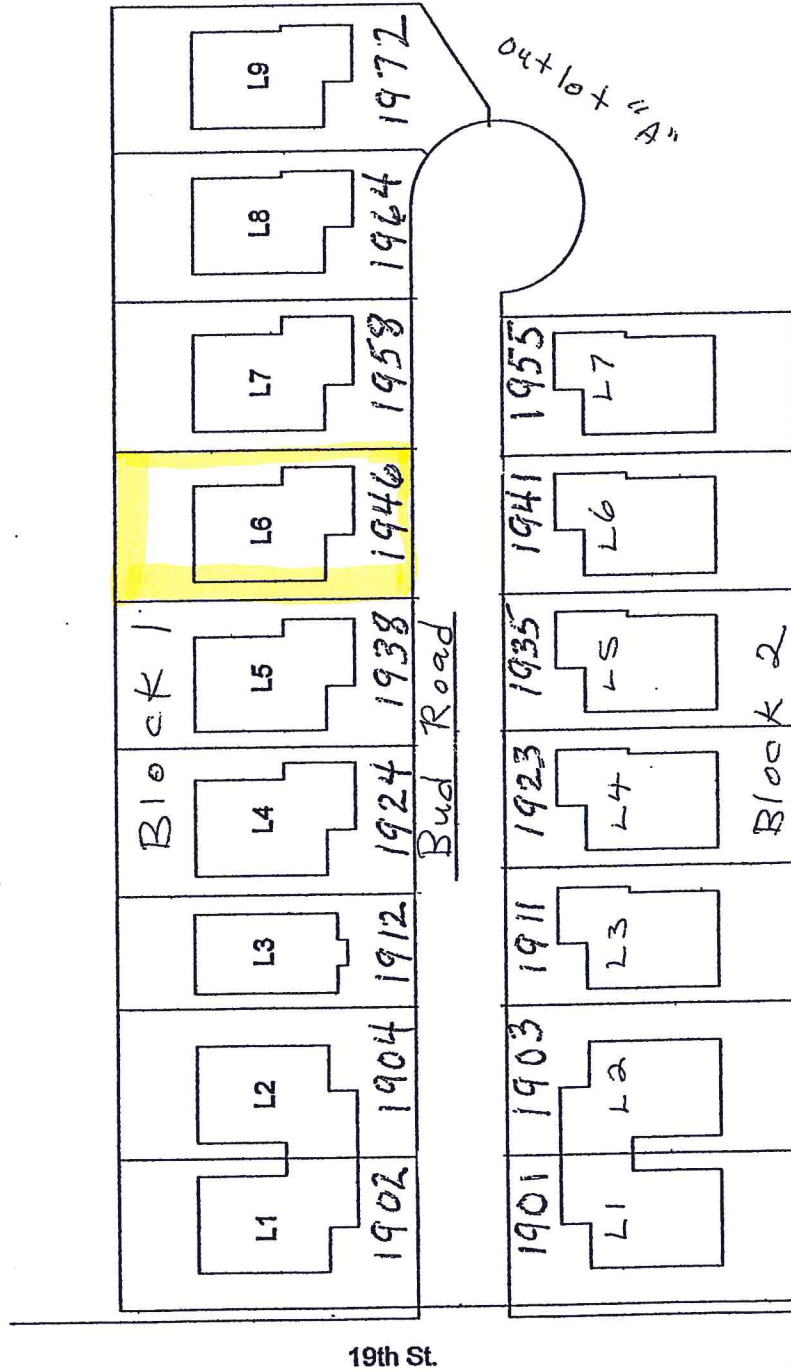 Outlot "A"
L9
1972
L8
1964
L7
1958
L6
1946
Block 1
L5
1938
L4
1924
L3
1912
L2
1904
L1
1902
Bud Road
1955
L7
1941
L6
1935
L5
1923
L4
1911
L3
1903
L2
1901
L1
Block 2
19th St.